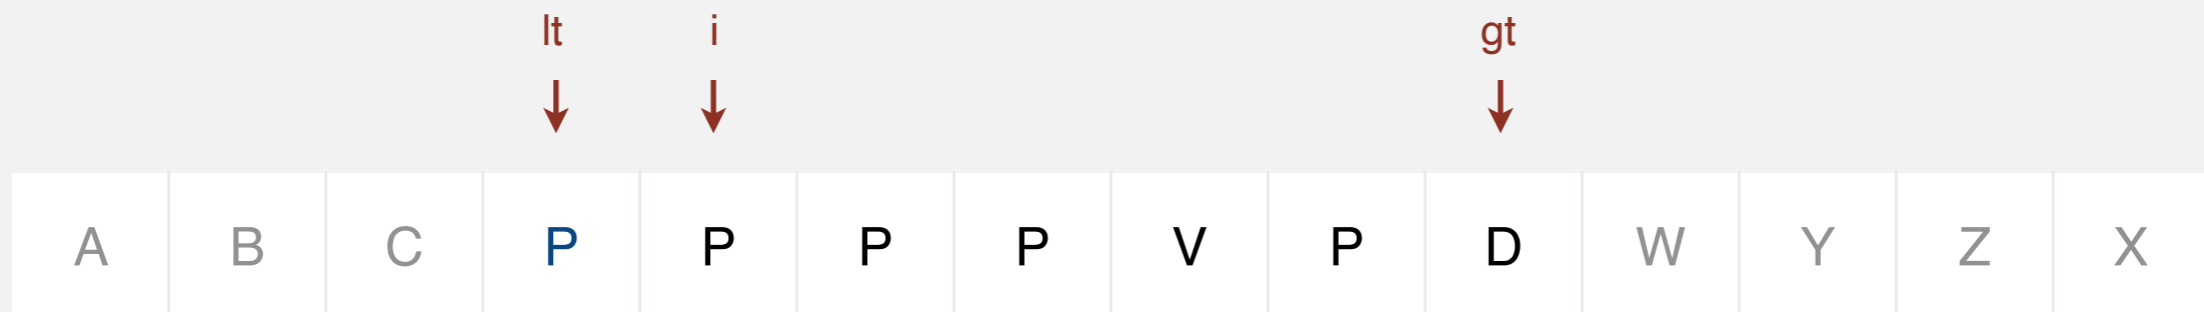 lt i gt
A B C P P P P V P D W Y Z X